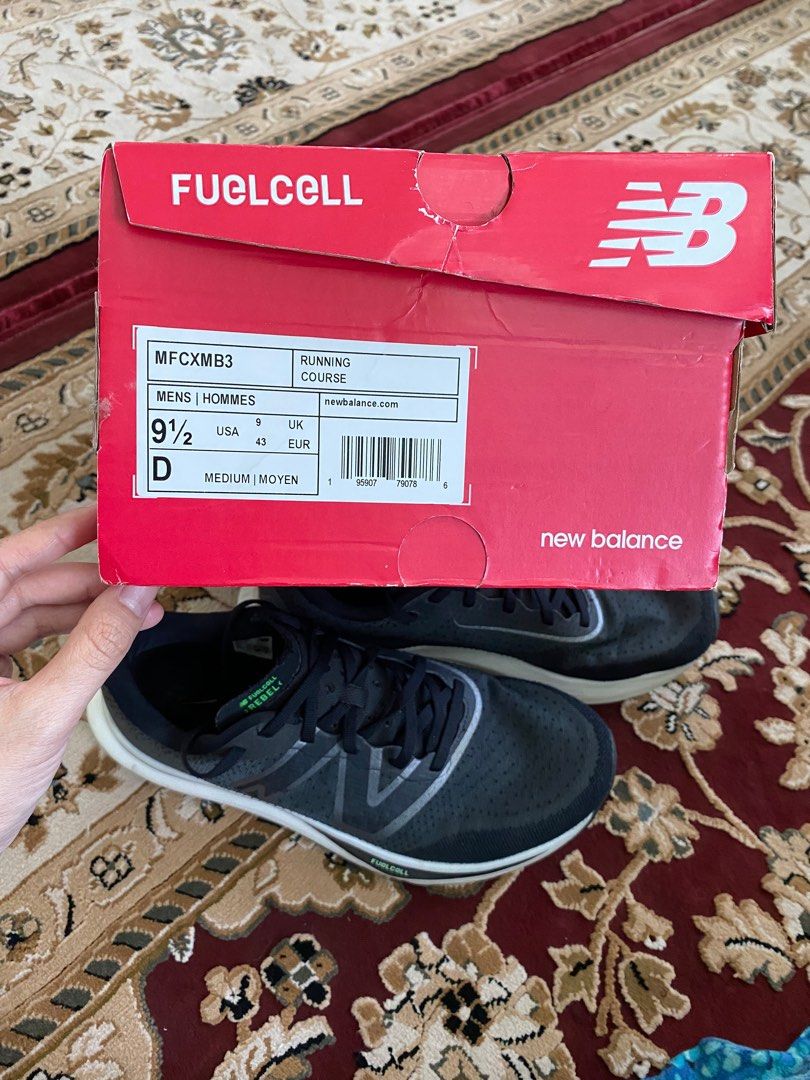 FUELCELL
NB
MFCXMB3
RUNNING
COURSE
MENS | HOMMES
newbalance.com
9½ USA 9 UK
43 EUR
D MEDIUM | MOYEN
1 95907 79078 6
new balance
NB FUELCELL
REBEL
FUELCELL